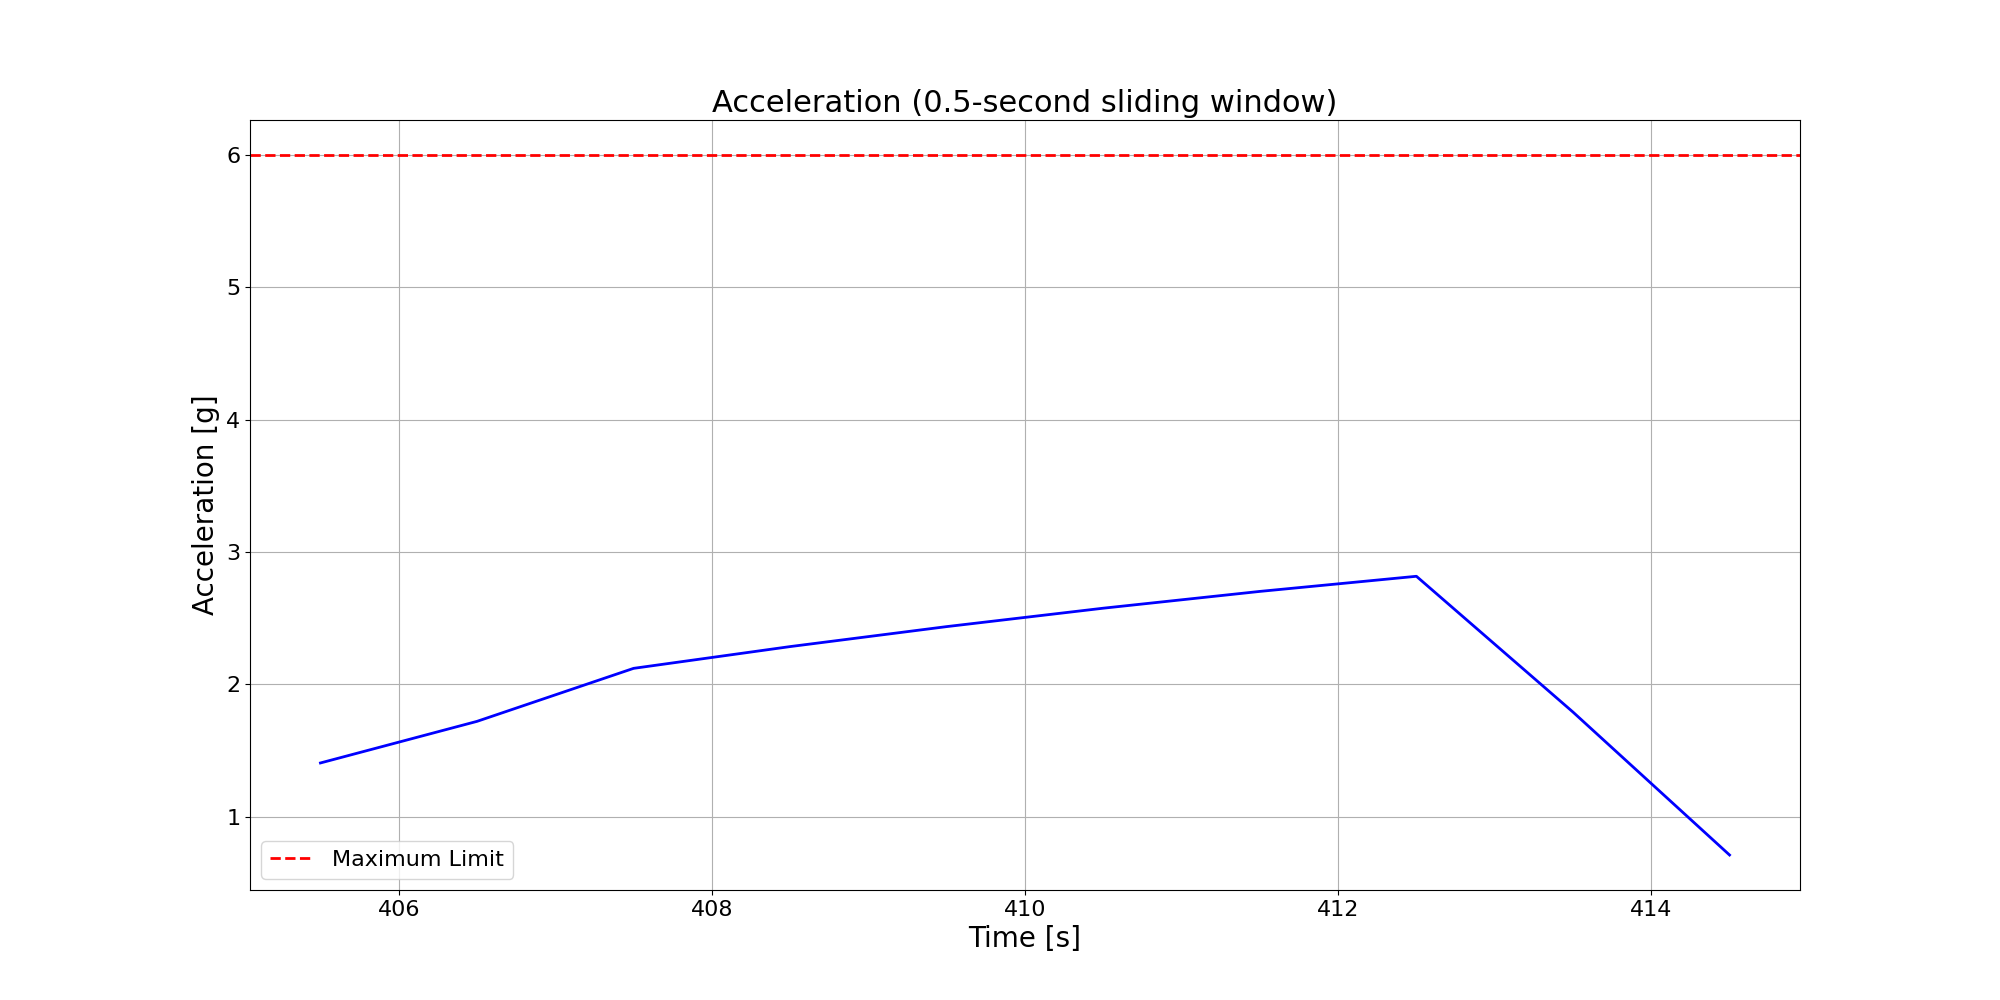 Acceleration (0.5-second sliding window)
Acceleration [g]
6
5
4
3
2
1
Maximum Limit
406 408 410 412 414
Time [s]